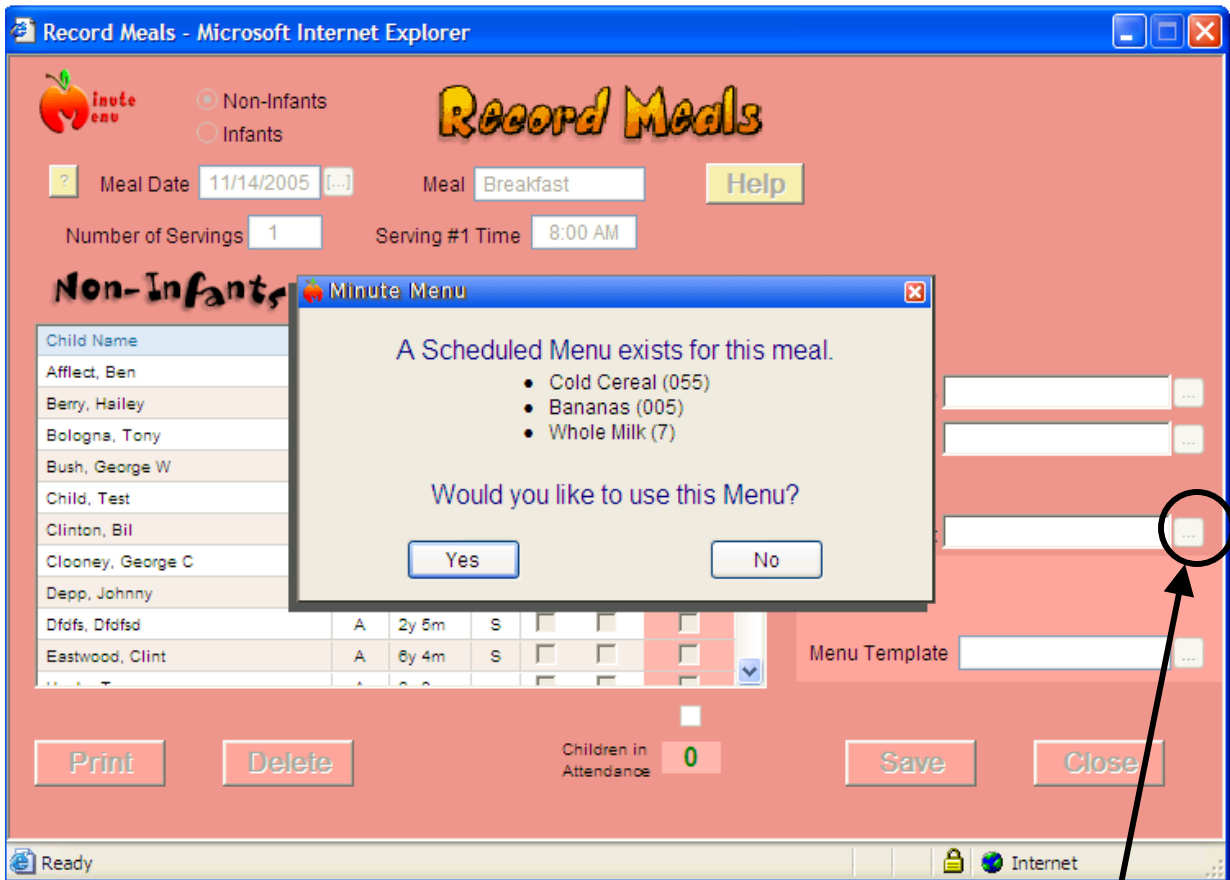 Record Meals - Microsoft Internet Explorer
inute
enu
Non-Infants
Infants
Record Meals
? Meal Date 11/14/2005 [...] Meal Breakfast Help
Number of Servings 1 Serving #1 Time 8:00 AM
Non-Infants
Minute Menu
A Scheduled Menu exists for this meal.
• Cold Cereal (055)
• Bananas (005)
• Whole Milk (7)
Would you like to use this Menu?
Yes No
Child Name
Afflect, Ben
Berry, Hailey
Bologna, Tony
Bush, George W
Child, Test
Clinton, Bil
Clooney, George C
Depp, Johnny
Dfdfs, Dfdfsd A 2y 5m S
Eastwood, Clint A 6y 4m S
...
...
...
Menu Template ...
Children in
Attendance 0
Print Delete Save Close
Ready Internet